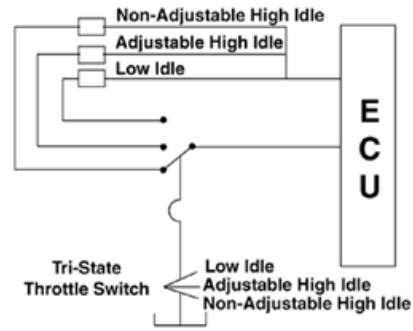 Non-Adjustable High Idle
Adjustable High Idle
Low Idle
E
C
U
Tri-State
Throttle Switch
Low Idle
Adjustable High Idle
Non-Adjustable High Idle